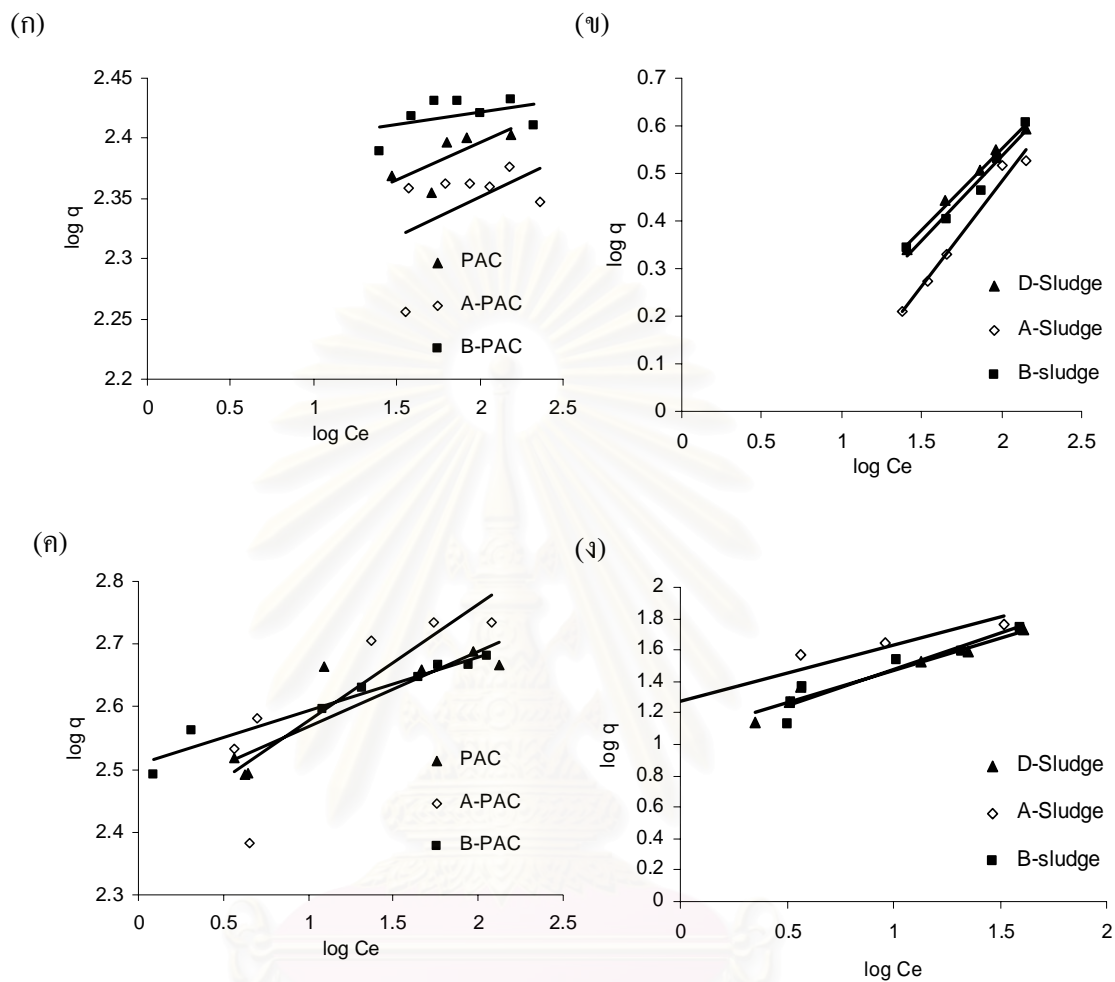 (ก)
2.45
2.4
2.35
2.3
2.25
2.2
log q
0 0.5 1 1.5 2 2.5
log Ce
PAC
A-PAC
B-PAC
(ข)
0.7
0.6
0.5
0.4
0.3
0.2
0.1
0
log q
0 0.5 1 1.5 2 2.5
log Ce
D-Sludge
A-Sludge
B-sludge
(ค)
2.8
2.7
2.6
2.5
2.4
2.3
log q
0 0.5 1 1.5 2 2.5
log Ce
PAC
A-PAC
B-PAC
(ง)
2
1.8
1.6
1.4
1.2
1
0.8
0.6
0.4
0.2
0
log q
0 0.5 1 1.5 2
log Ce
D-Sludge
A-Sludge
B-sludge